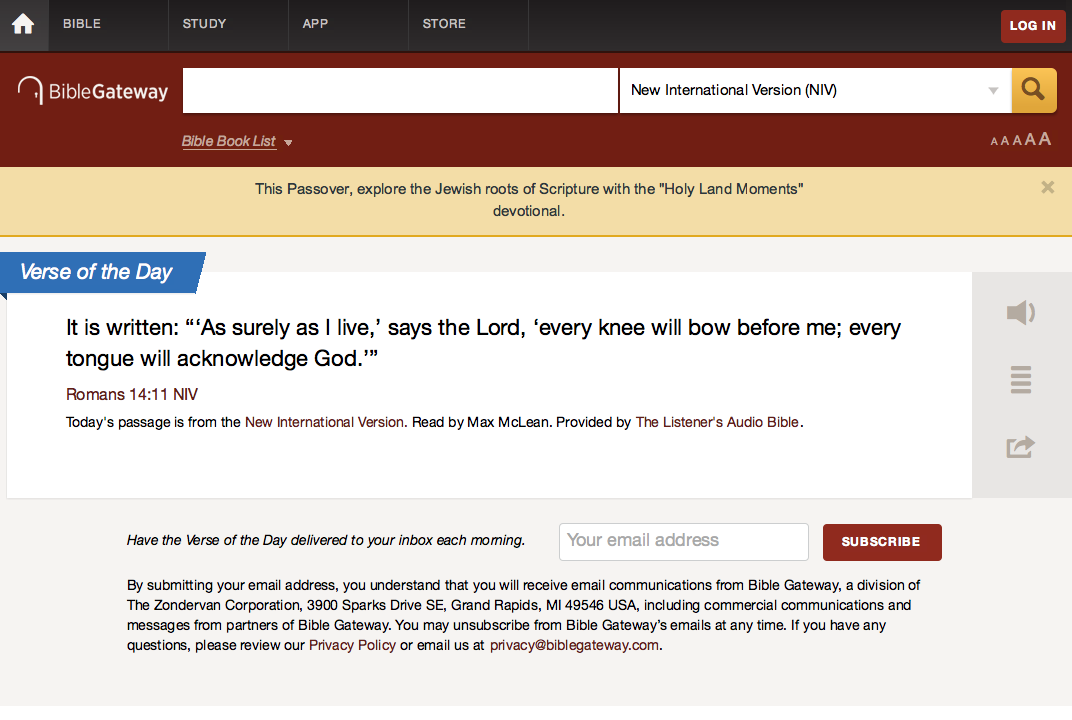 BIBLE STUDY APP STORE LOG IN
BibleGateway
New International Version (NIV)
Bible Book List
A A A A A
This Passover, explore the Jewish roots of Scripture with the "Holy Land Moments"
devotional.
Verse of the Day
It is written: “‘As surely as I live,’ says the Lord, ‘every knee will bow before me; every
tongue will acknowledge God.’”
Romans 14:11 NIV
Today's passage is from the New International Version. Read by Max McLean. Provided by The Listener's Audio Bible.
Have the Verse of the Day delivered to your inbox each morning.
Your email address
SUBSCRIBE
By submitting your email address, you understand that you will receive email communications from Bible Gateway, a division of
The Zondervan Corporation, 3900 Sparks Drive SE, Grand Rapids, MI 49546 USA, including commercial communications and
messages from partners of Bible Gateway. You may unsubscribe from Bible Gateway’s emails at any time. If you have any
questions, please review our Privacy Policy or email us at privacy@biblegateway.com.